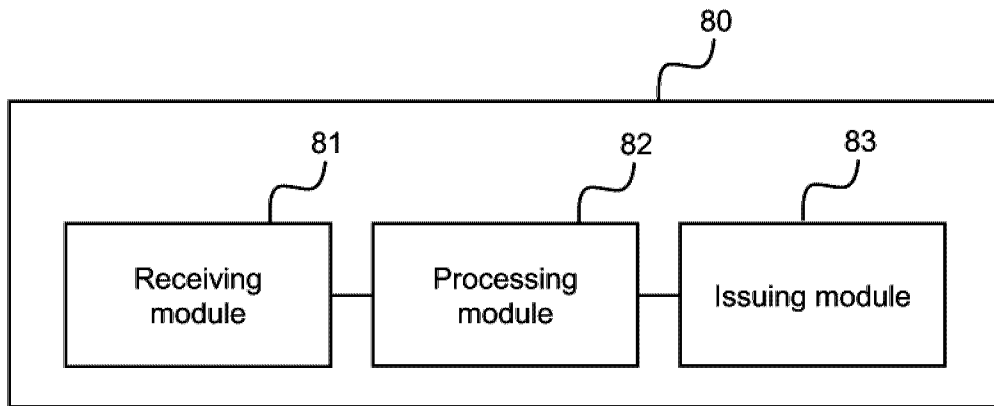 80
81
82
83
Receiving
module
Processing
module
Issuing module